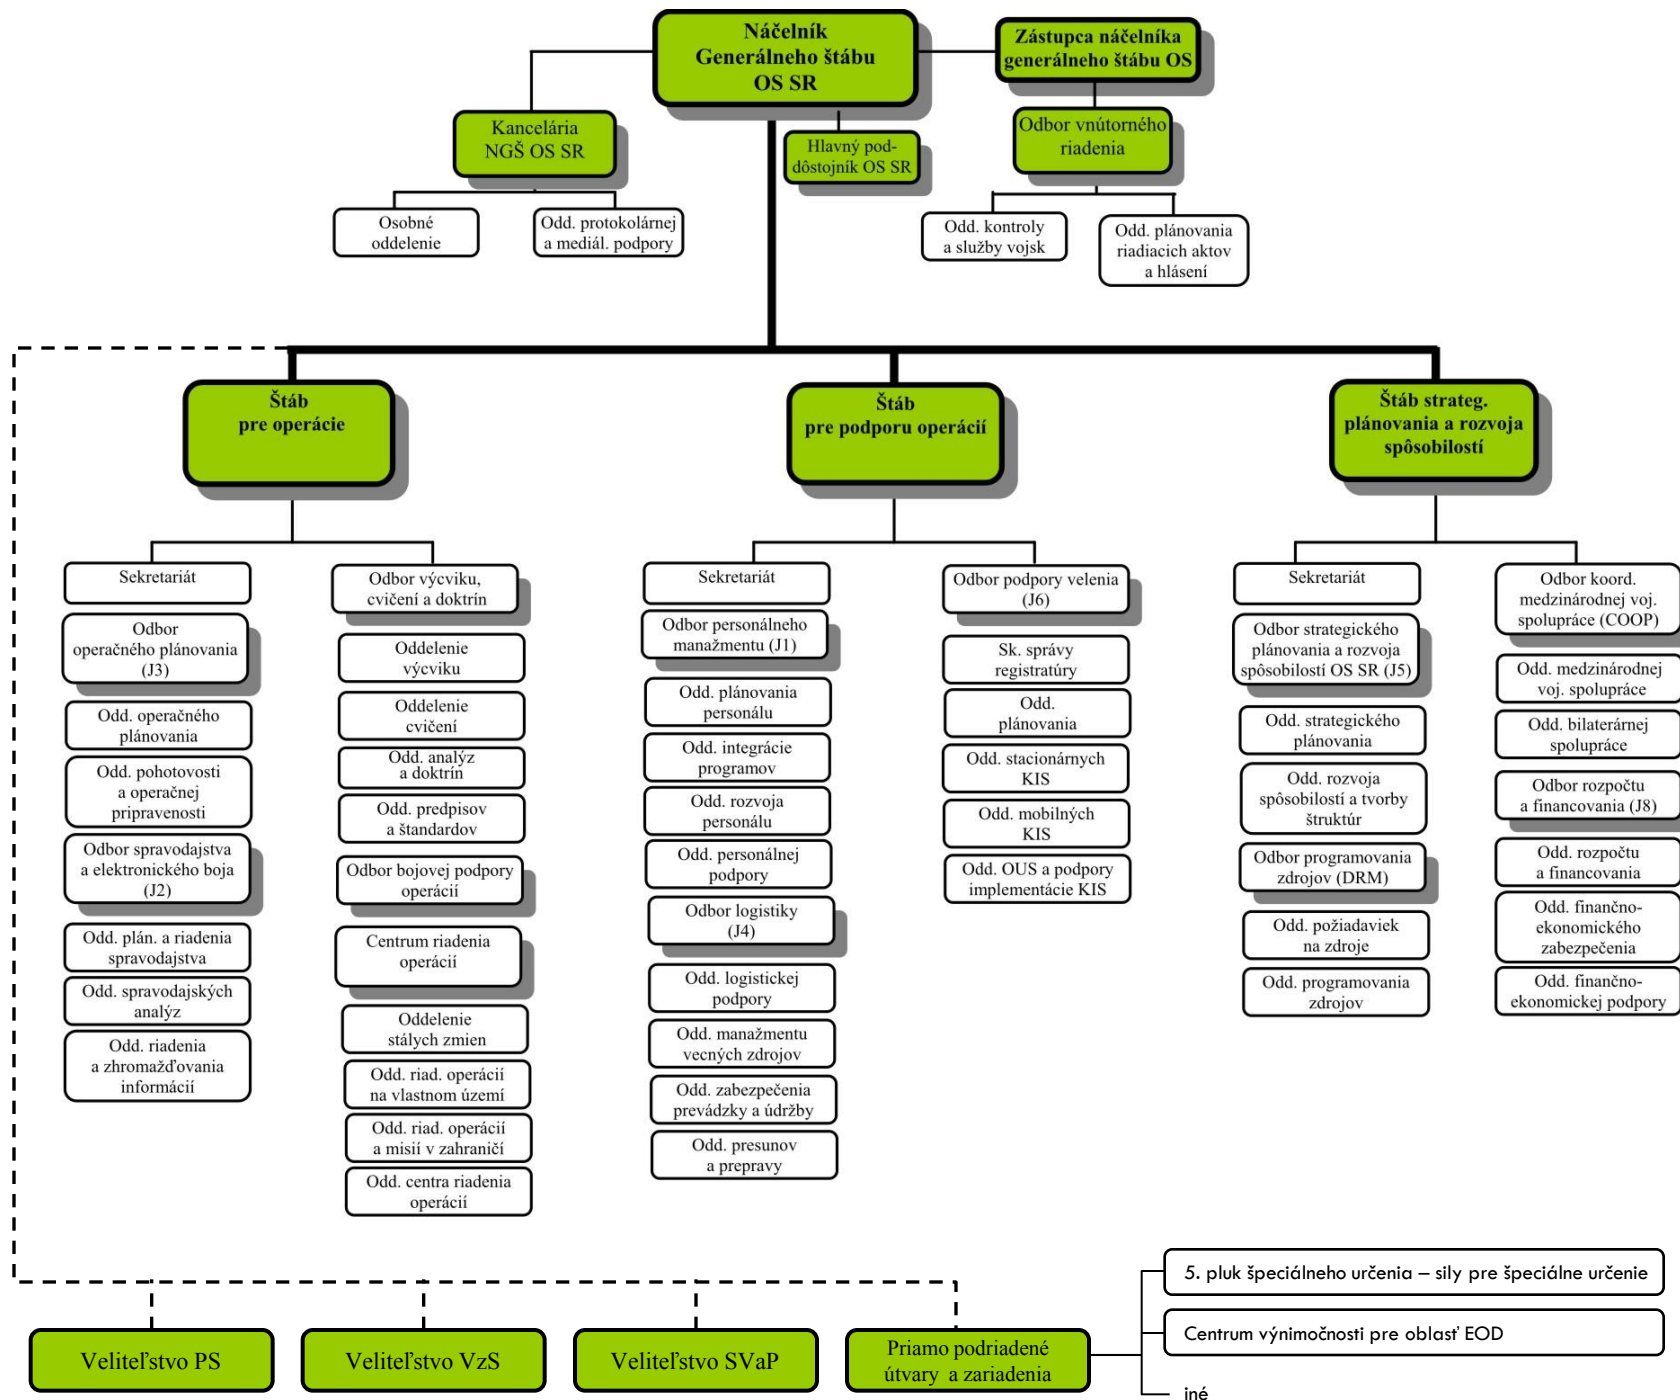 Náčelník
Generálneho štábu
OS SR
Zástupca náčelníka
generálneho štábu OS
Kancelária
NGŠ OS SR
Hlavný pod-
dôstojník OS SR
Odbor vnútorného
riadenia
Osobné
oddelenie
Odd. protokolárnej
a mediál. podpory
Odd. kontroly
a služby vojsk
Odd. plánovania
riadiacich aktov
a hlásení
Štáb
pre operácie
Štáb
pre podporu operácií
Štáb strateg.
plánovania a rozvoja
spôsobilostí
Sekretariát
Odbor
operačného plánovania
(J3)
Odd. operačného
plánovania
Odd. pohotovosti
a operačnej
pripravenosti
Odbor spravodajstva
a elektronického boja
(J2)
Odd. plán. a riadenia
spravodajstva
Odd. spravodajských
analýz
Odd. riadenia
a zhromažďovania
informácií
Odbor výcviku,
cvičení a doktrín
Oddelenie
výcviku
Oddelenie
cvičení
Odd. analýz
a doktrín
Odd. predpisov
a štandardov
Odbor bojovej podpory
operácií
Centrum riadenia
operácií
Oddelenie
stálych zmien
Odd. riad. operácií
na vlastnom území
Odd. riad. operácií
a misií v zahraničí
Odd. centra riadenia
operácií
Sekretariát
Odbor personálneho
manažmentu (J1)
Odd. plánovania
personálu
Odd. integrácie
programov
Odd. rozvoja
personálu
Odd. personálnej
podpory
Odbor logistiky
(J4)
Odd. logistickej
podpory
Odd. manažmentu
vecných zdrojov
Odd. zabezpečenia
prevádzky a údržby
Odd. presunov
a prepravy
Odbor podpory velenia
(J6)
Sk. správy
registratúry
Odd.
plánovania
Odd. stacionárnych
KIS
Odd. mobilných
KIS
Odd. OUS a podpory
implementácie KIS
Sekretariát
Odbor strategického
plánovania a rozvoja
spôsobilostí OS SR (J5)
Odd. strategického
plánovania
Odd. rozvoja
spôsobilostí a tvorby
štruktúr
Odbor programovania
zdrojov (DRM)
Odd. požiadaviek
na zdroje
Odd. programovania
zdrojov
Odbor koord.
medzinárodnej voj.
spolupráce (COOP)
Odd. medzinárodnej
voj. spolupráce
Odd. bilaterárnej
spolupráce
Odbor rozpočtu
a financovania (J8)
Odd. rozpočtu
a financovania
Odd. finančno-
ekonomického
zabezpečenia
Odd. finančno-
ekonomickej podpory
Veliteľstvo PS
Veliteľstvo VzS
Veliteľstvo SVaP
Priamo podriadené
útvary a zariadenia
5. pluk špeciálneho určenia – sily pre špeciálne určenie
Centrum výnimočnosti pre oblasť EOD
iné